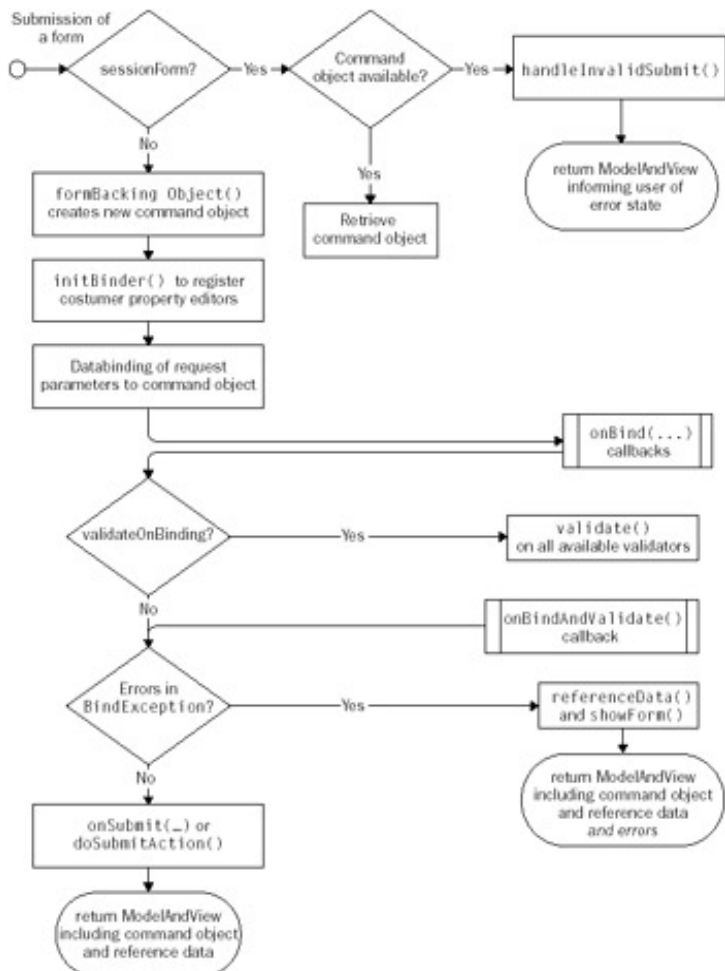 Submission of
a form
sessionForm?
Yes
Command
object available?
Yes
handleInvalidSubmit()
No
Yes
return ModelAndView
informing user of
error state
formBacking Object()
creates new command object
Retrieve
command object
initBinder() to register
costumer property editors
Databinding of request
parameters to command object
onBind(...)
callbacks
validateOnBinding?
Yes
validate()
on all available validators
No
onBindAndValidate()
callback
Errors in
BindException?
Yes
referenceData()
and showForm()
No
return ModelAndView
including command object
and reference data
and errors
onSubmit(…) or
doSubmitAction()
return ModelAndView
including command object
and reference data